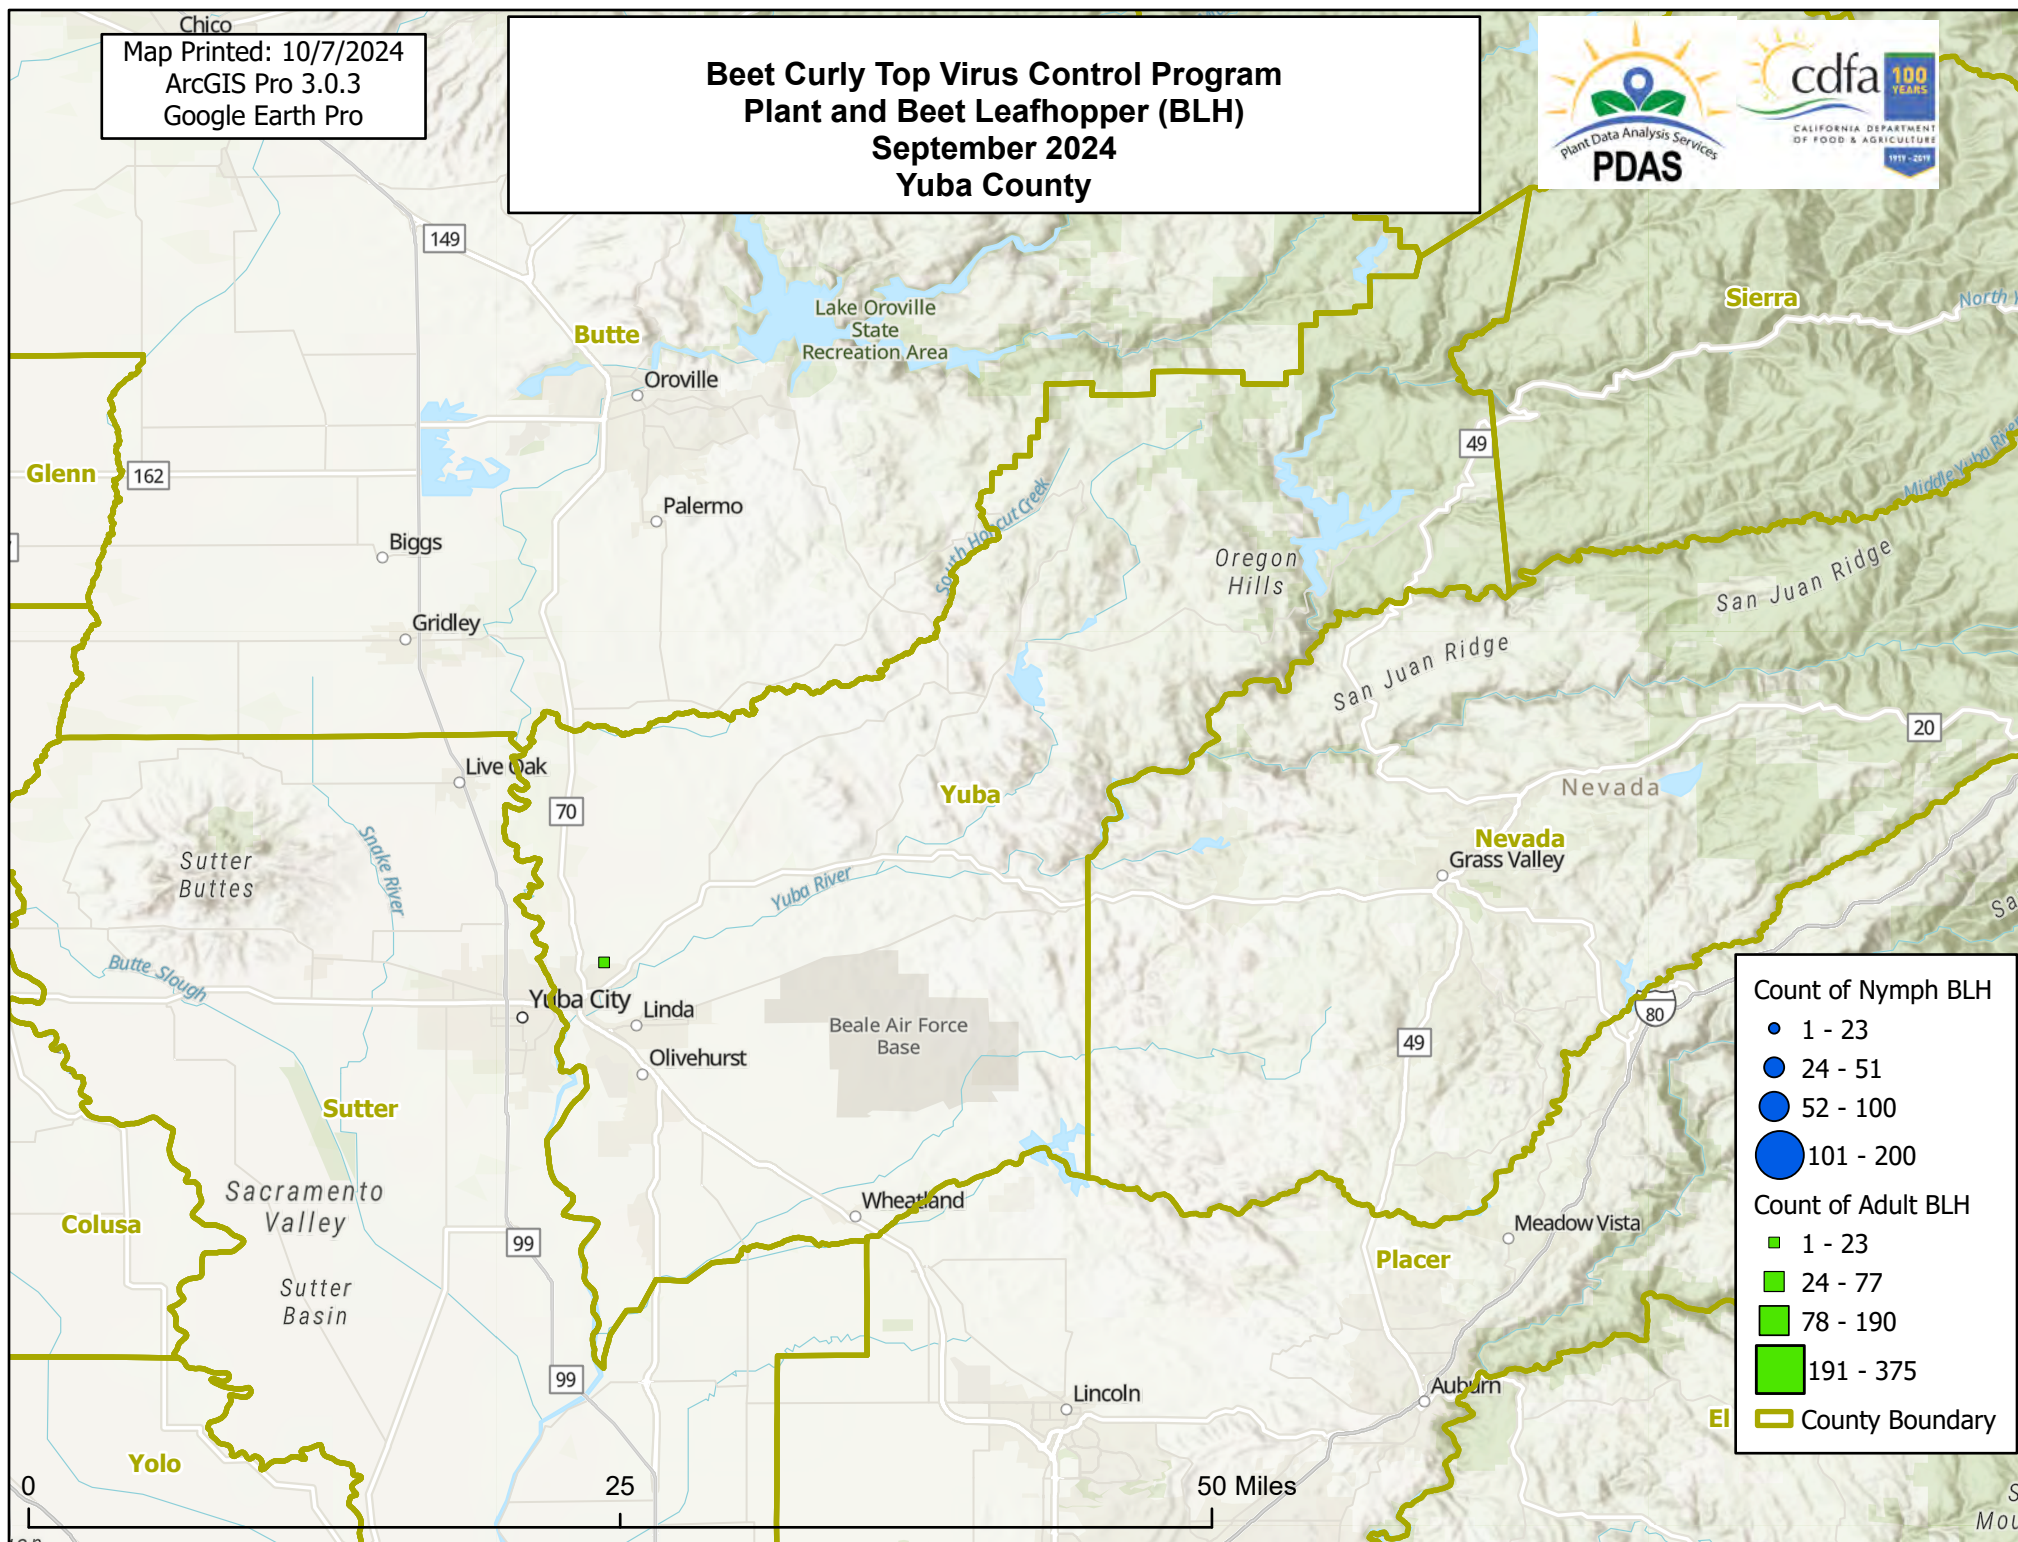 Chico
Map Printed: 10/7/2024
ArcGIS Pro 3.0.3
Google Earth Pro
Beet Curly Top Virus Control Program
Plant and Beet Leafhopper (BLH)
September 2024
Yuba County
Plant Data Analysis Services
PDAS
cdfa
100
YEARS
CALIFORNIA DEPARTMENT
OF FOOD & AGRICULTURE
1919 - 2019
149
Butte
Lake Oroville
State
Recreation Area
Sierra
North
Oroville
Glenn
162
49
Middle Yuba River
Palermo
South Honcut Creek
Biggs
Oregon
Hills
San Juan Ridge
Gridley
San Juan Ridge
20
Live Oak
Yuba
Nevada
70
Nevada
Grass Valley
Sutter
Buttes
Snake River
Yuba River
Butte Slough
Yuba City
Linda
Beale Air Force
Base
Olivehurst
49
80
Sutter
Sacramento
Valley
Colusa
Wheatland
Meadow Vista
99
Placer
Sutter
Basin
99
Lincoln
Auburn
El
Yolo
Count of Nymph BLH
1 - 23
24 - 51
52 - 100
101 - 200
Count of Adult BLH
1 - 23
24 - 77
78 - 190
191 - 375
County Boundary
0
25
50 Miles